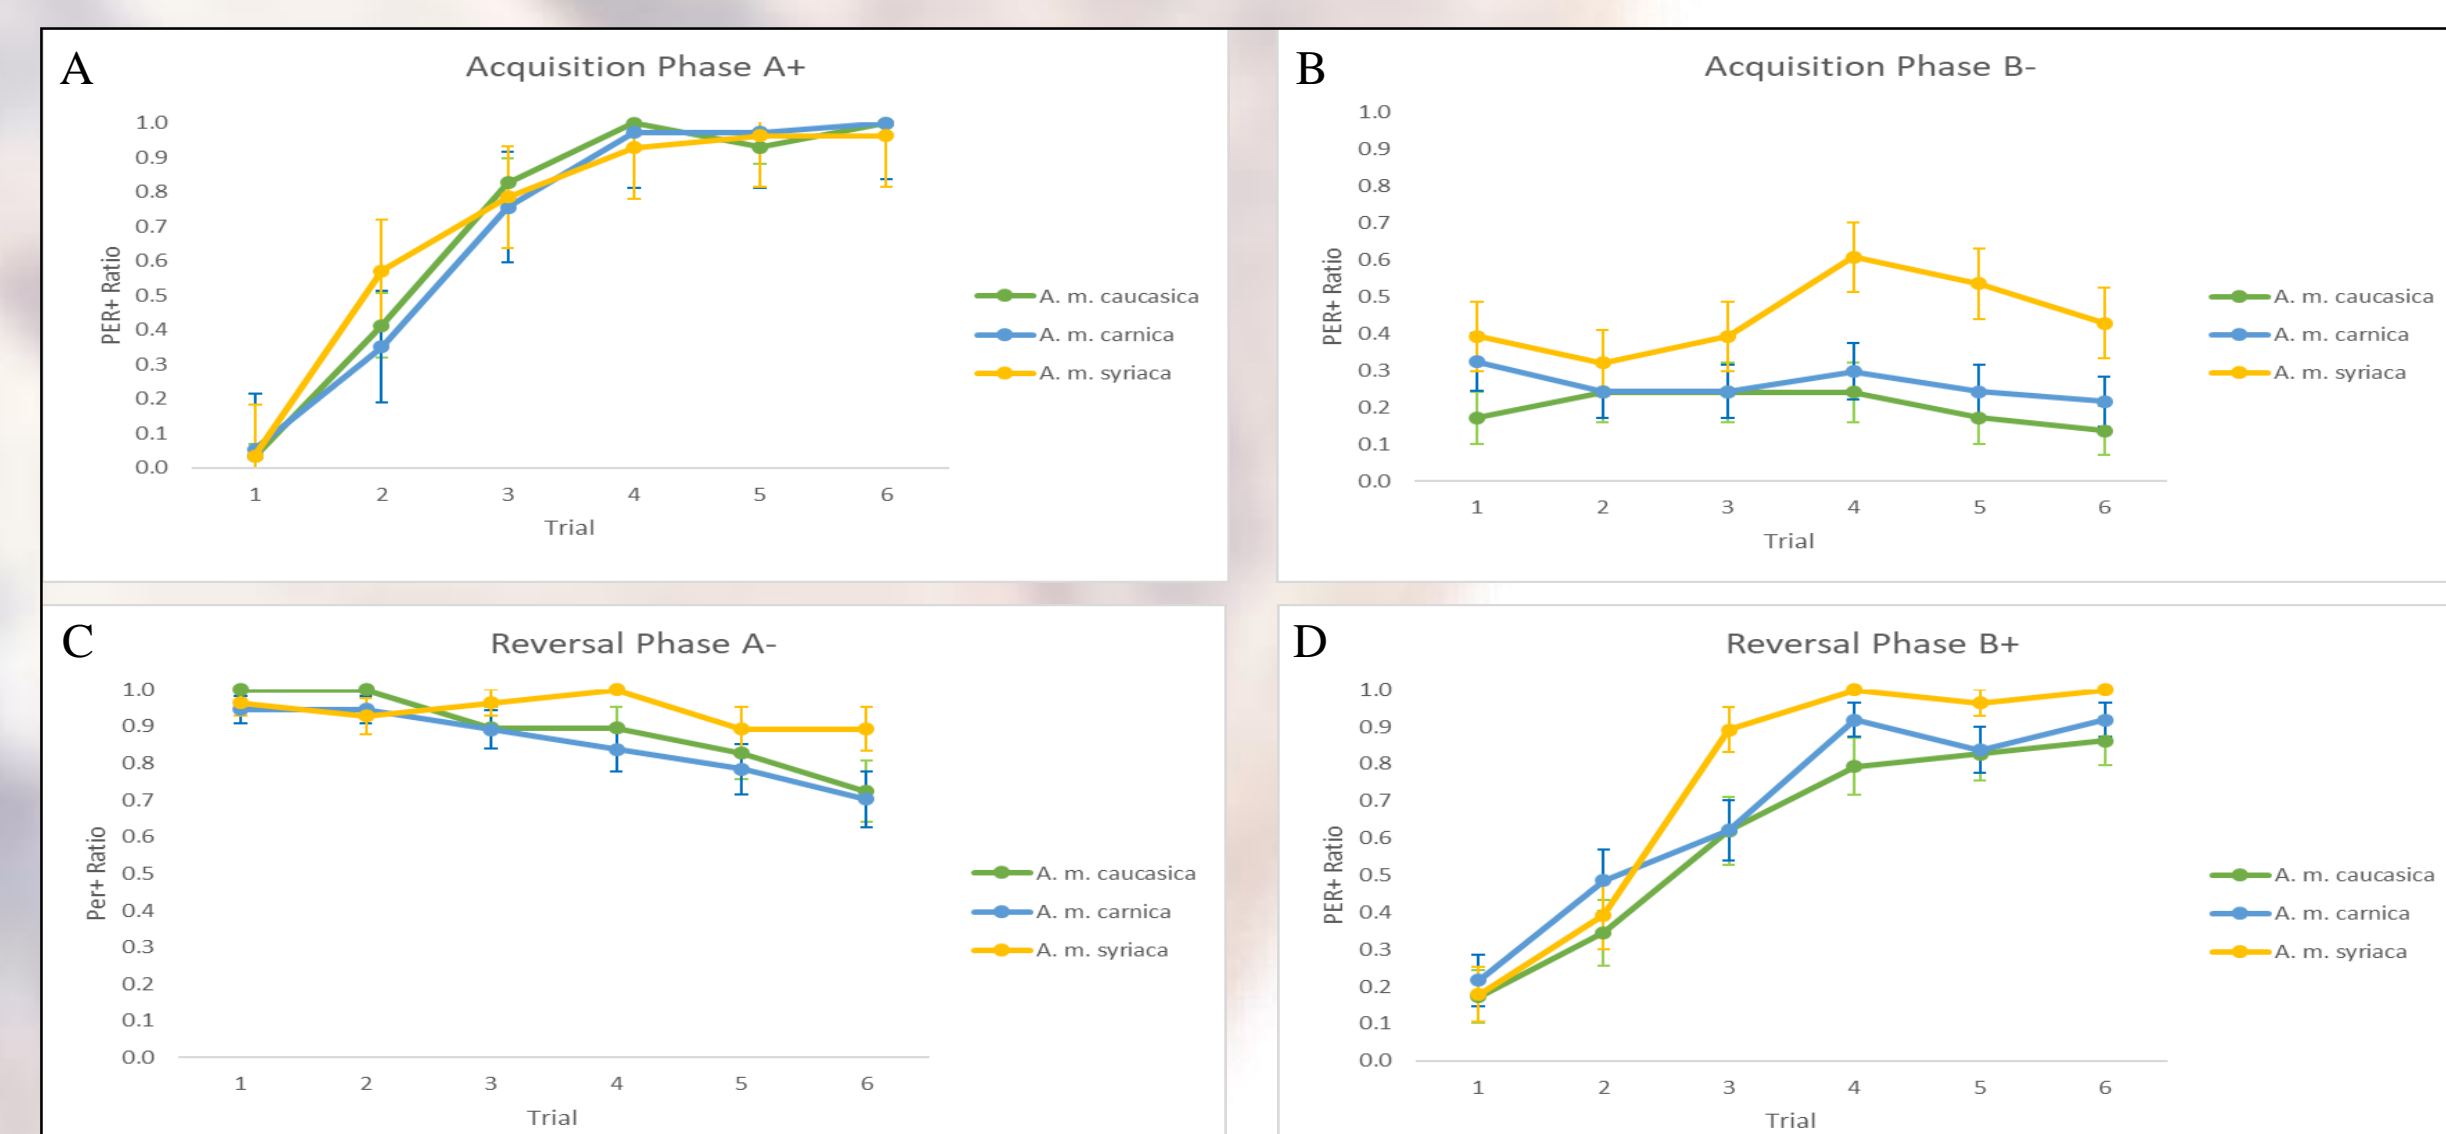 A
Acquisition Phase A+
1.0
0.9
0.8
0.7
0.6
0.5
0.4
0.3
0.2
0.1
0.0
PER+ Ratio
1 2 3 4 5 6
Trial
A. m. caucasica
A. m. carnica
A. m. syriaca
B
Acquisition Phase B-
1.0
0.9
0.8
0.7
0.6
0.5
0.4
0.3
0.2
0.1
0.0
PER+ Ratio
1 2 3 4 5 6
Trial
A. m. caucasica
A. m. carnica
A. m. syriaca
C
Reversal Phase A-
1.0
0.9
0.8
0.7
0.6
0.5
0.4
0.3
0.2
0.1
0.0
Per+ Ratio
1 2 3 4 5 6
Trial
A. m. caucasica
A. m. carnica
A. m. syriaca
D
Reversal Phase B+
1.0
0.9
0.8
0.7
0.6
0.5
0.4
0.3
0.2
0.1
0.0
PER+ Ratio
1 2 3 4 5 6
Trial
A. m. caucasica
A. m. carnica
A. m. syriaca